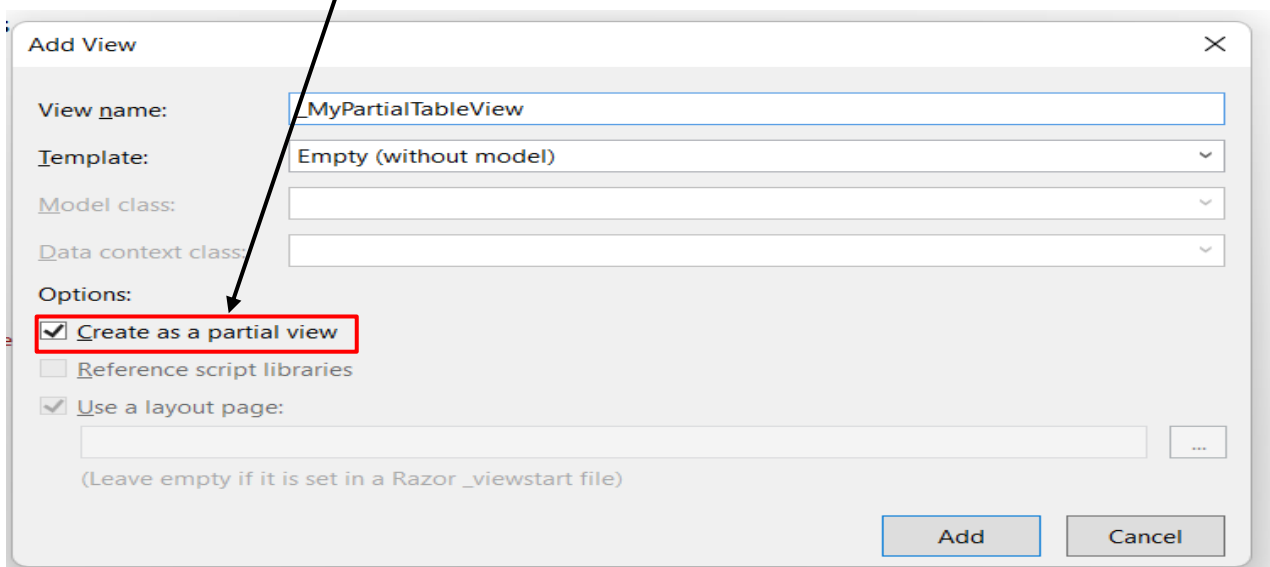 Add View
View name:
_MyPartialTableView
Template:
Empty (without model)
Model class:
Data context class:
Options:
Create as a partial view
Reference script libraries
Use a layout page:
...
(Leave empty if it is set in a Razor _viewstart file)
Add
Cancel